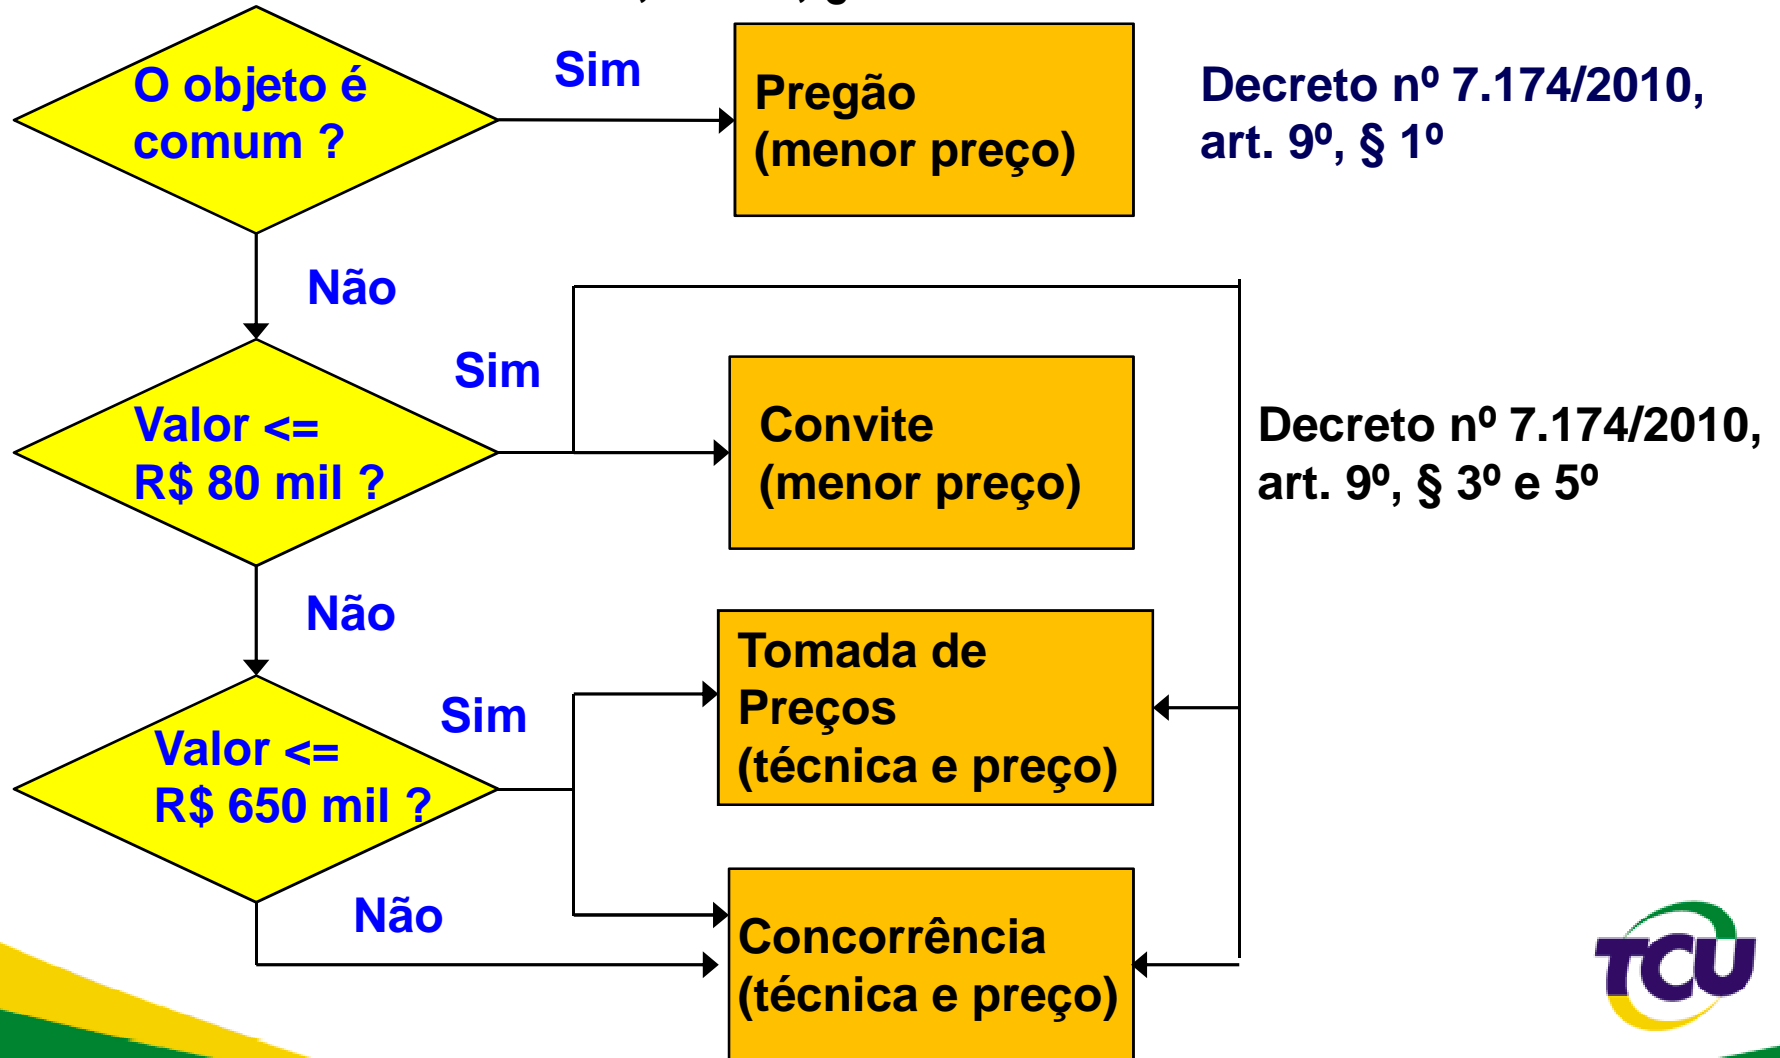 O objeto é
comum ?
Sim
Pregão
(menor preço)
Decreto nº 7.174/2010,
art. 9º, § 1º
Não
Valor <=
R$ 80 mil ?
Sim
Convite
(menor preço)
Decreto nº 7.174/2010,
art. 9º, § 3º e 5º
Não
Valor <=
R$ 650 mil ?
Sim
Tomada de
Preços
(técnica e preço)
Não
Concorrência
(técnica e preço)
TCU